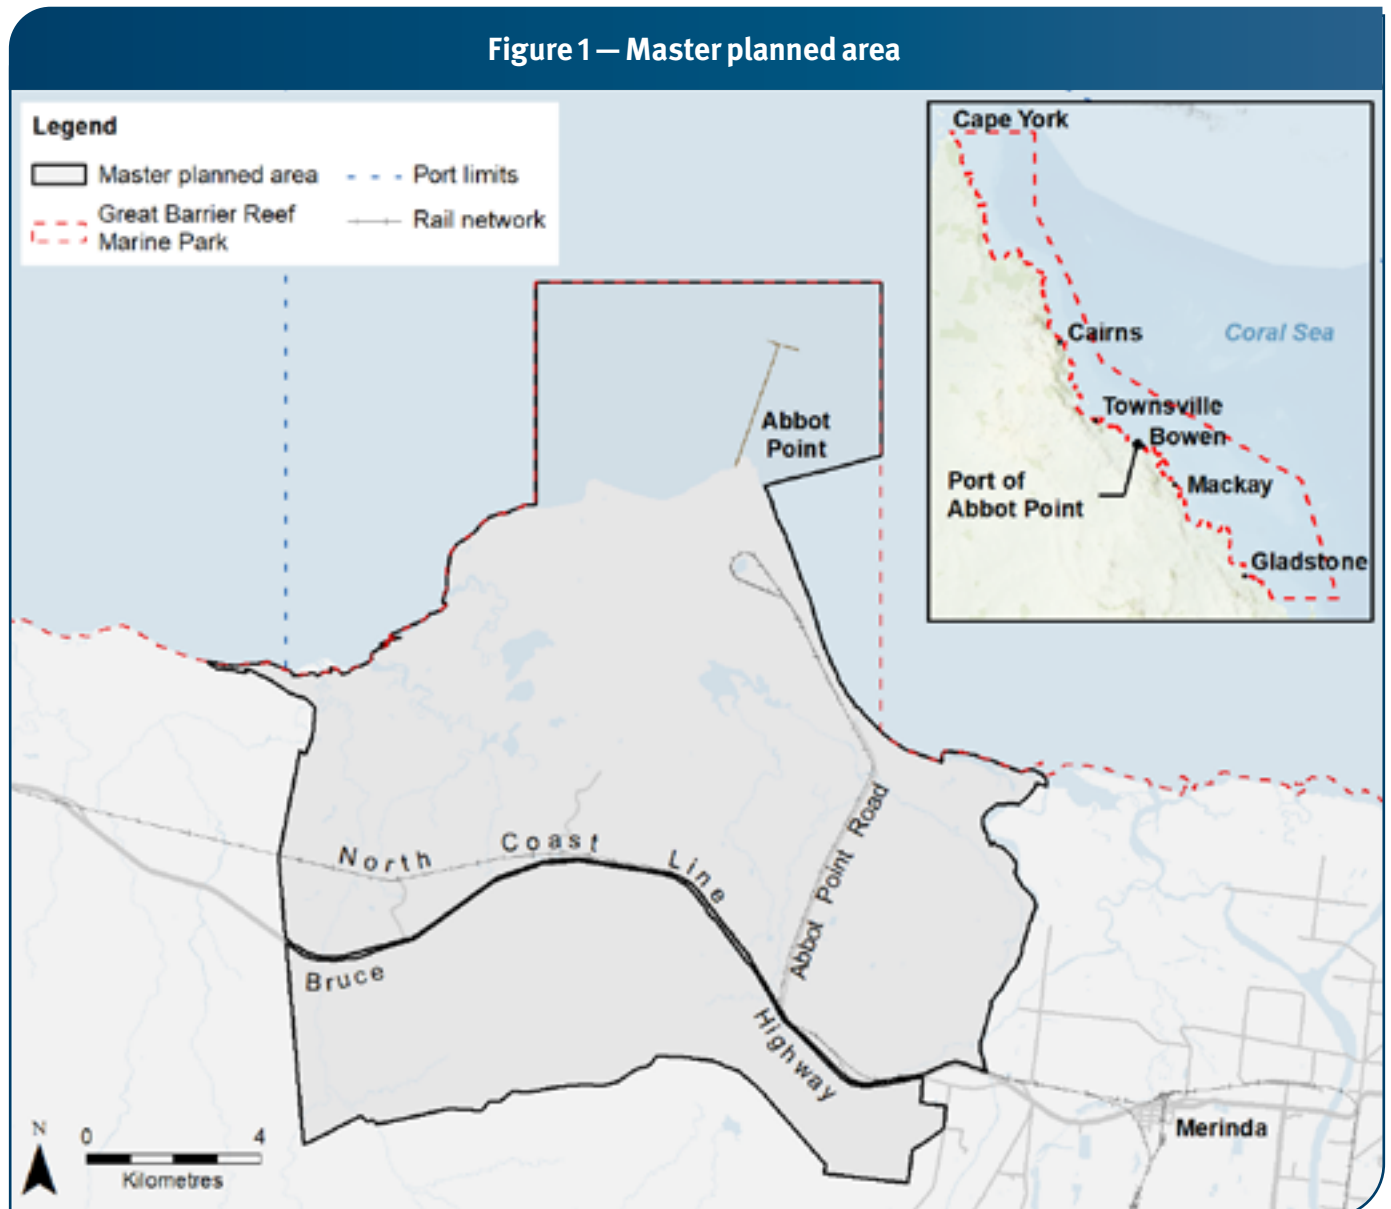 Figure 1 — Master planned area
Legend
Master planned area
Port limits
Great Barrier Reef
Marine Park
Rail network
Cape York
Cairns
Coral Sea
Townsville
Bowen
Port of
Abbot Point
Mackay
Gladstone
Abbot
Point
North Coast Line
Abbot Point Road
Bruce Highway
Merinda
N
0 4
Kilometres